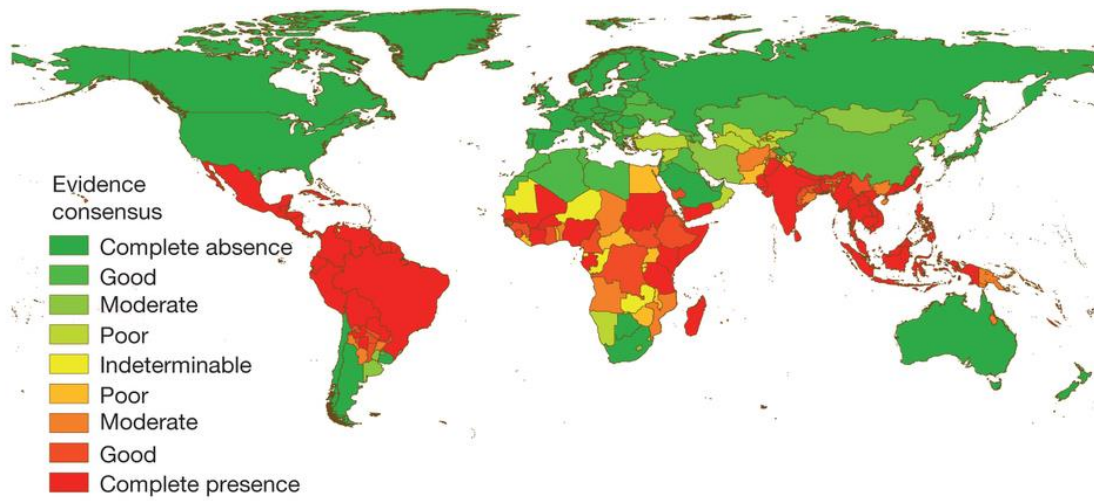 Evidence
consensus
Complete absence
Good
Moderate
Poor
Indeterminable
Poor
Moderate
Good
Complete presence